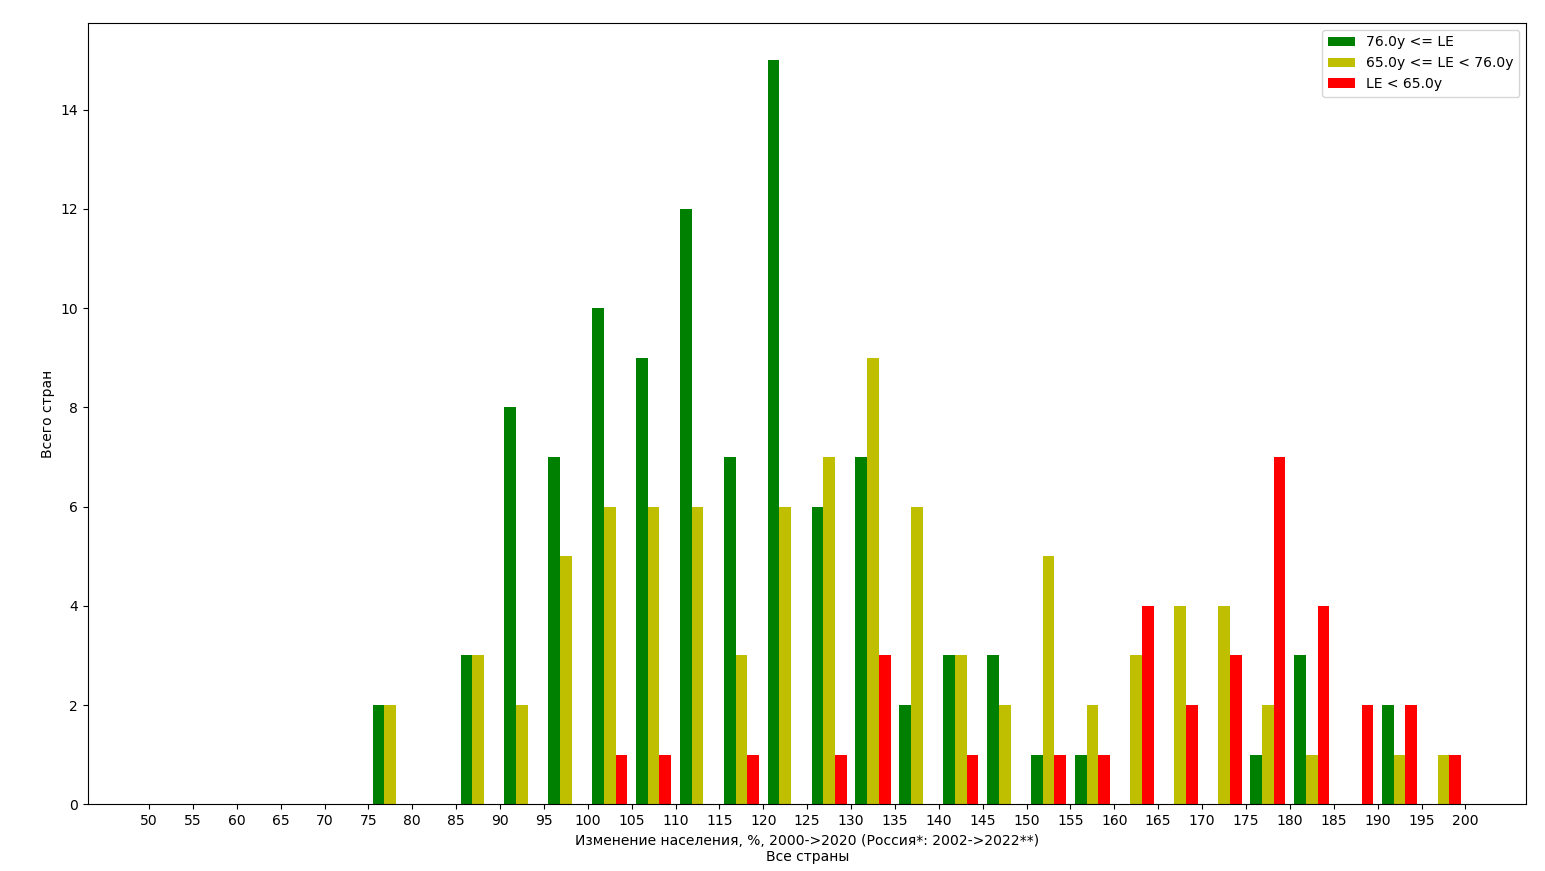 76.0y <= LE
65.0y <= LE < 76.0y
LE < 65.0y
14
12
10
8
6
4
2
0
Всего стран
50 55 60 65 70 75 80 85 90 95 100 105 110 115 120 125 130 135 140 145 150 155 160 165 170 175 180 185 190 195 200
Изменение населения, %, 2000->2020 (Россия*: 2002->2022**)
Все страны